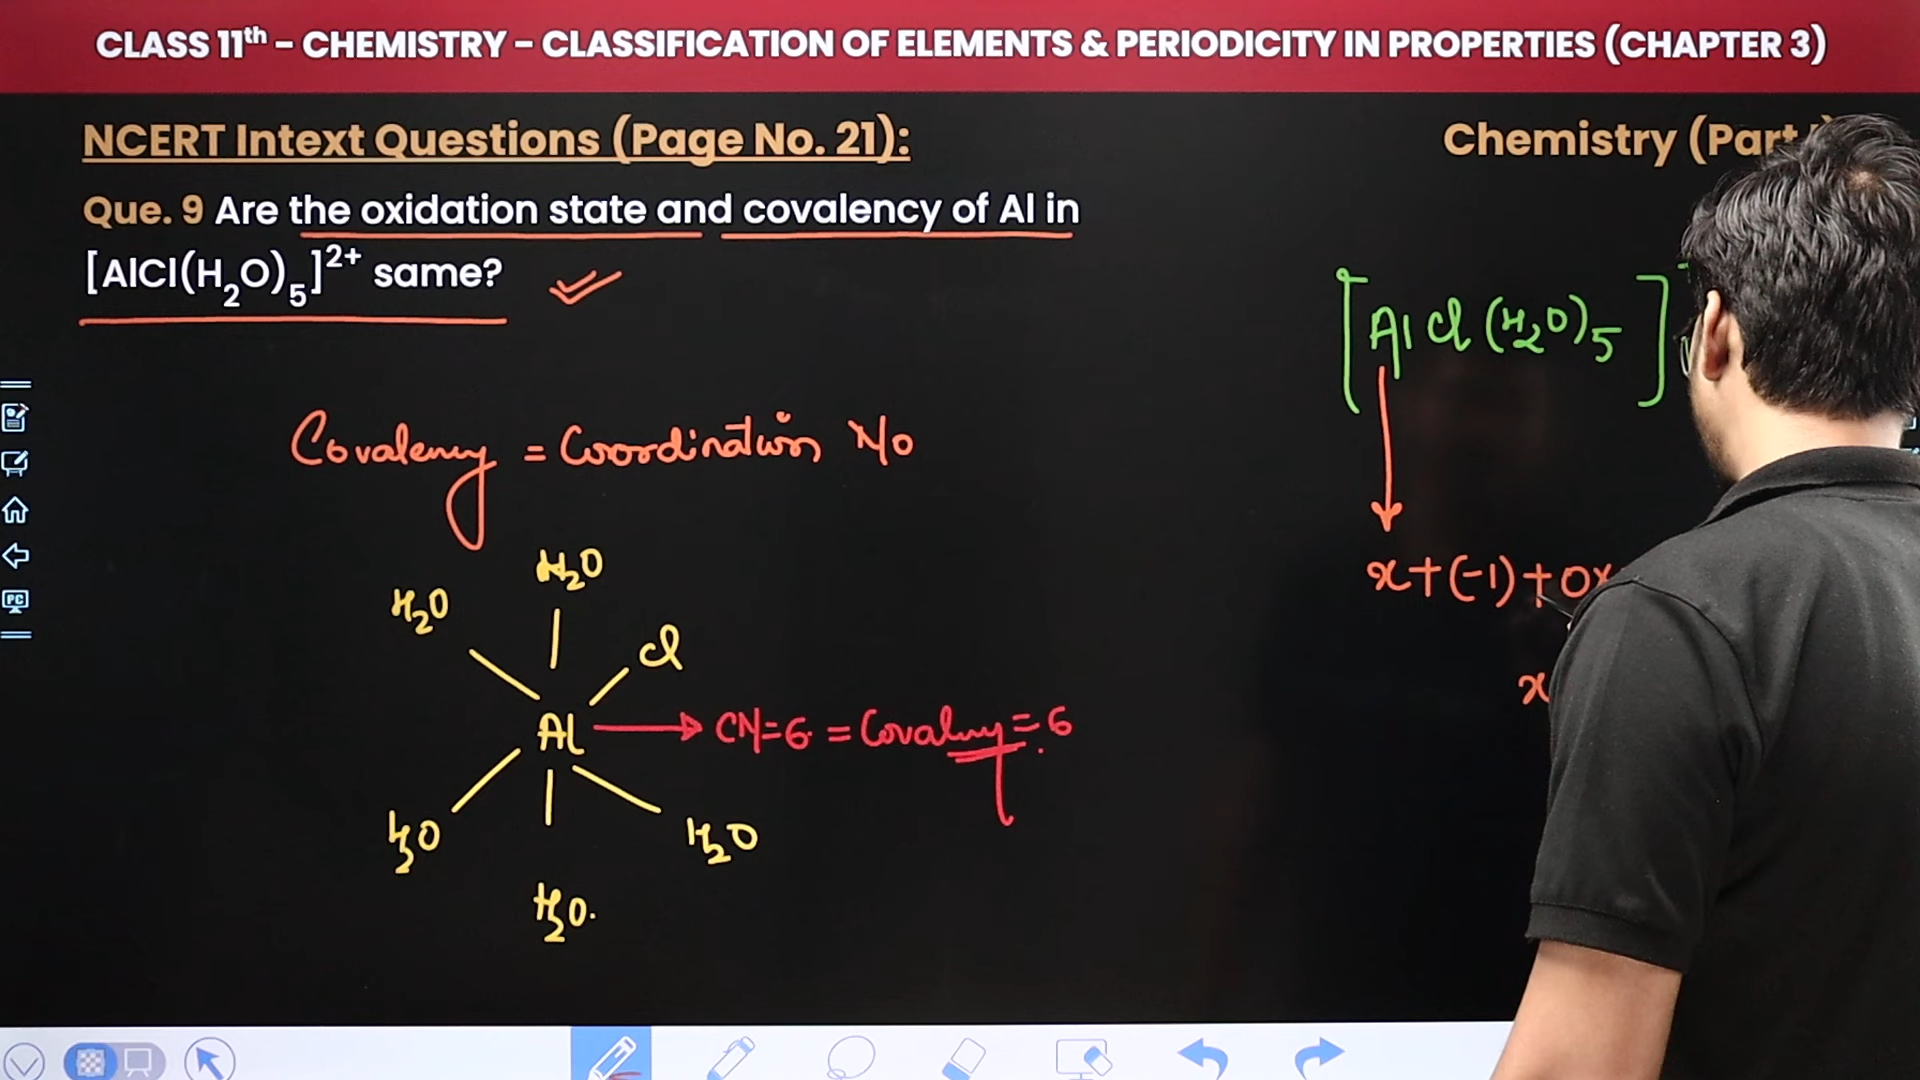 CLASS 11th - CHEMISTRY - CLASSIFICATION OF ELEMENTS & PERIODICITY IN PROPERTIES (CHAPTER 3)
NCERT Intext Questions (Page No. 21):
Chemistry (Part
Que. 9 Are the oxidation state and covalency of Al in
[AlCl(H2O)5]2+ same?
[AlCl(H2O)5]
Covalency = Coordination No
H2O
H2O
Cl
x+(-1)+0x
x
Al
CN=6 = Covalency = 6
H2O
H2O
H2O.
PC